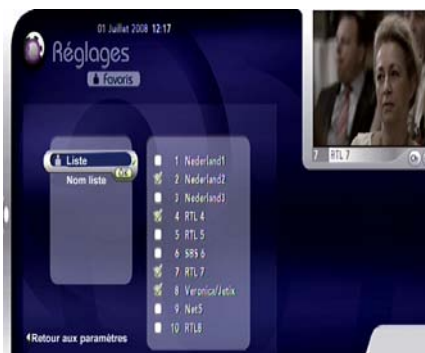 01 Juillet 2008 12:17
Réglages
Favoris
Liste
OK
Nom liste
1 Nederland1
2 Nederland2
3 Nederland3
4 RTL 4
5 RTL 5
6 SBS 6
7 RTL 7
8 Veronica/Jetix
9 Net5
10 RTL8
Retour aux paramètres
7 RTL 7